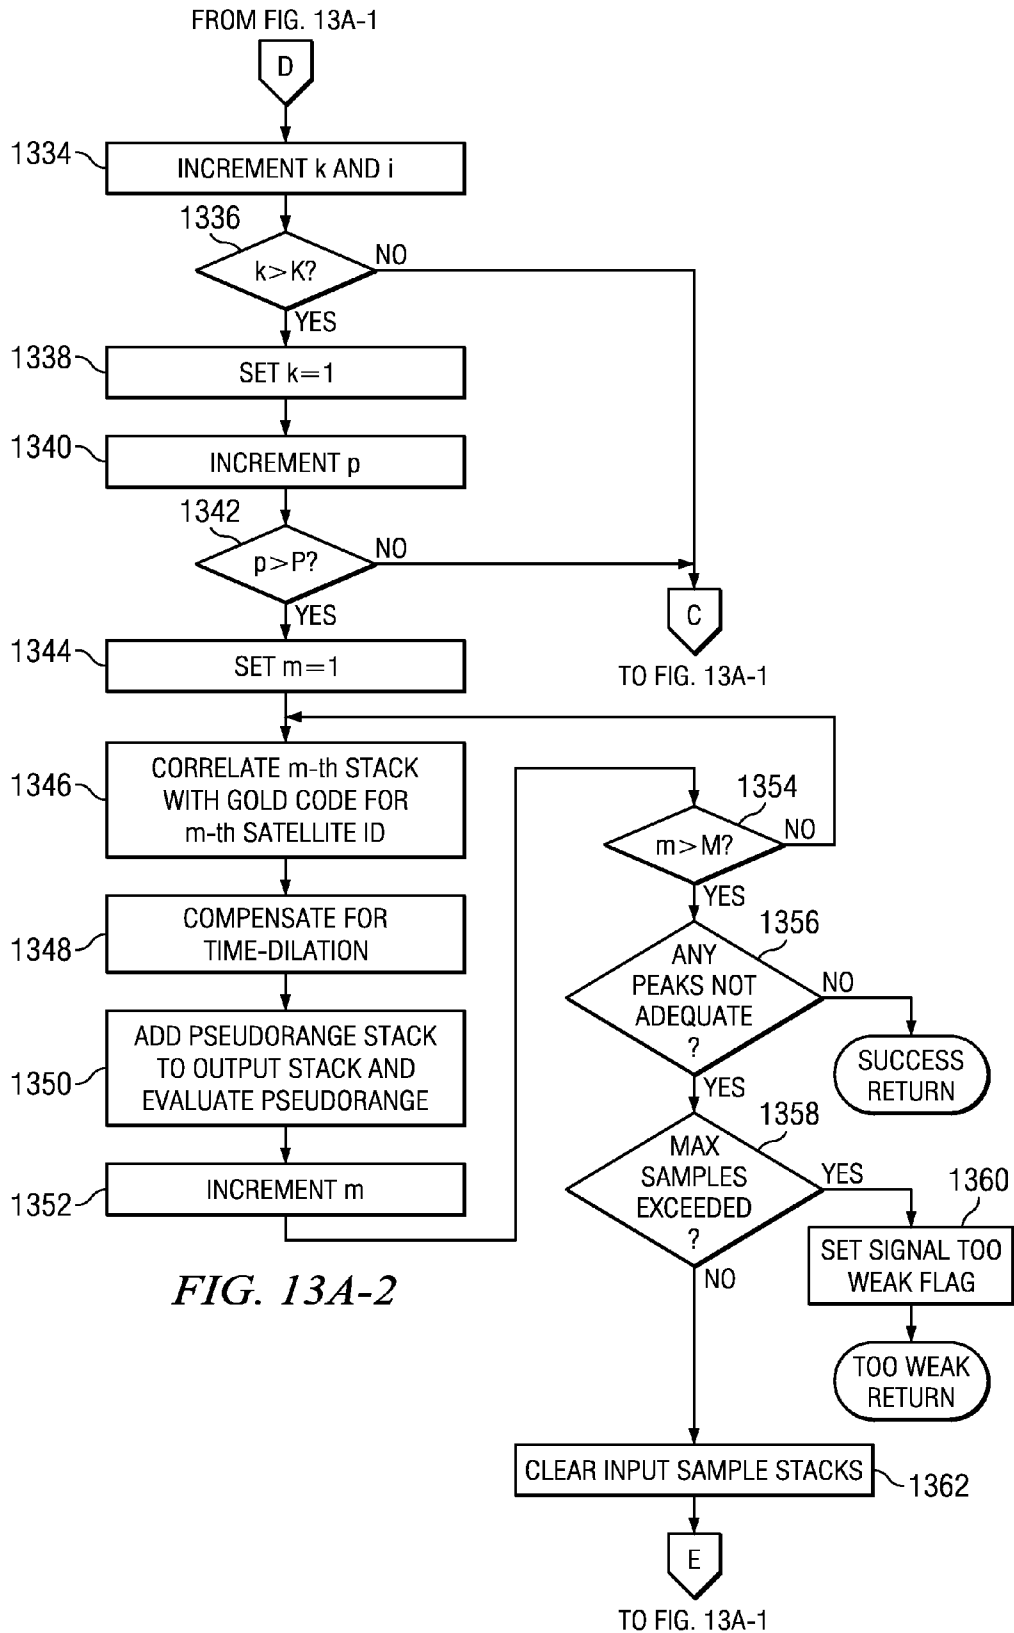 FROM FIG. 13A-1
D
1334
INCREMENT k AND i
1336
k>K?
NO
YES
1338
SET k=1
1340
INCREMENT p
1342
p>P?
NO
YES
C
TO FIG. 13A-1
1344
SET m=1
1346
CORRELATE m-th STACK
WITH GOLD CODE FOR
m-th SATELLITE ID
1348
COMPENSATE FOR
TIME-DILATION
1350
ADD PSEUDORANGE STACK
TO OUTPUT STACK AND
EVALUATE PSEUDORANGE
1352
INCREMENT m
1354
m>M?
NO
YES
1356
ANY
PEAKS NOT
ADEQUATE
?
NO
SUCCESS
RETURN
YES
1358
MAX
SAMPLES
EXCEEDED
?
YES
1360
SET SIGNAL TOO
WEAK FLAG
TOO WEAK
RETURN
NO
CLEAR INPUT SAMPLE STACKS
1362
E
TO FIG. 13A-1
FIG. 13A-2